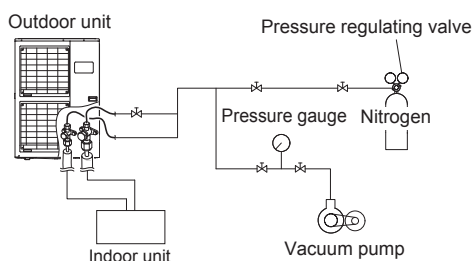 Outdoor unit
Pressure regulating valve
Pressure gauge
Nitrogen
Indoor unit
Vacuum pump